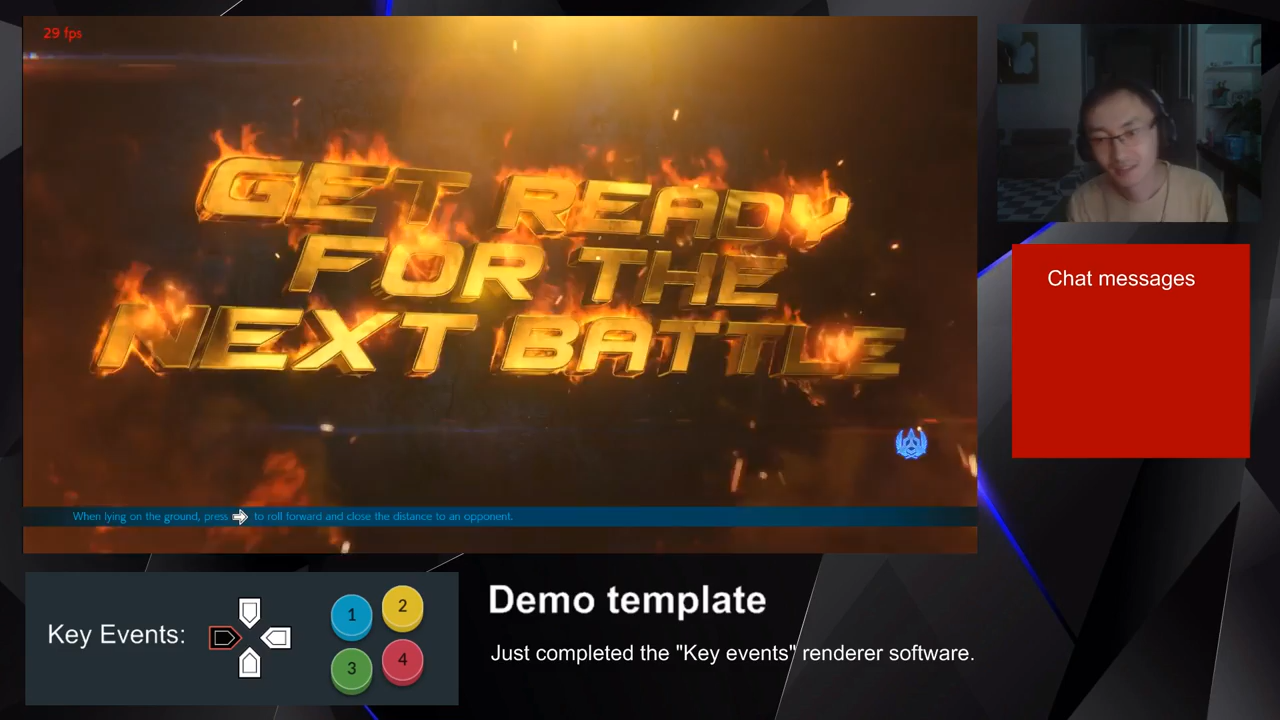 29 fps
GET READY
FOR THE
NEXT BATTLE
When lying on the ground, press to roll forward and close the distance to an opponent.
Chat messages
Key Events:
1
2
3
4
Demo template
Just completed the "Key events" renderer software.